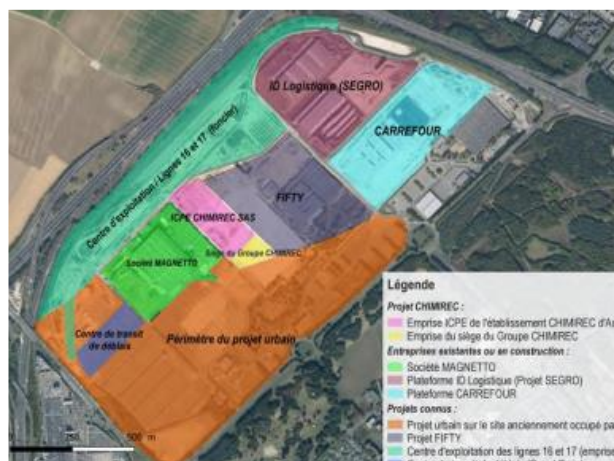 ID Logistique (SEGRO)
CARREFOUR
Centre d'exploitation / Lignes 16 et 17 (foncier)
FIFTY
ICPE CHIMIREC SAS
Siège du Groupe CHIMIREC
Société MAGNETTO
Centre de transit
de déblais
Périmètre du projet urbain
250
500 m
Légende
Projet CHIMIREC :
Emprise ICPE de l'établissement CHIMIREC d'Au
Emprise du siège du Groupe CHIMIREC
Entreprises existantes ou en construction :
Société MAGNETTO
Plateforme ID Logistique (Projet SEGRO)
Plateforme CARREFOUR
Projets connus :
Projet urbain sur le site anciennement occupé pa
Projet FIFTY
Centre d'exploitation des lignes 16 et 17 (emprise